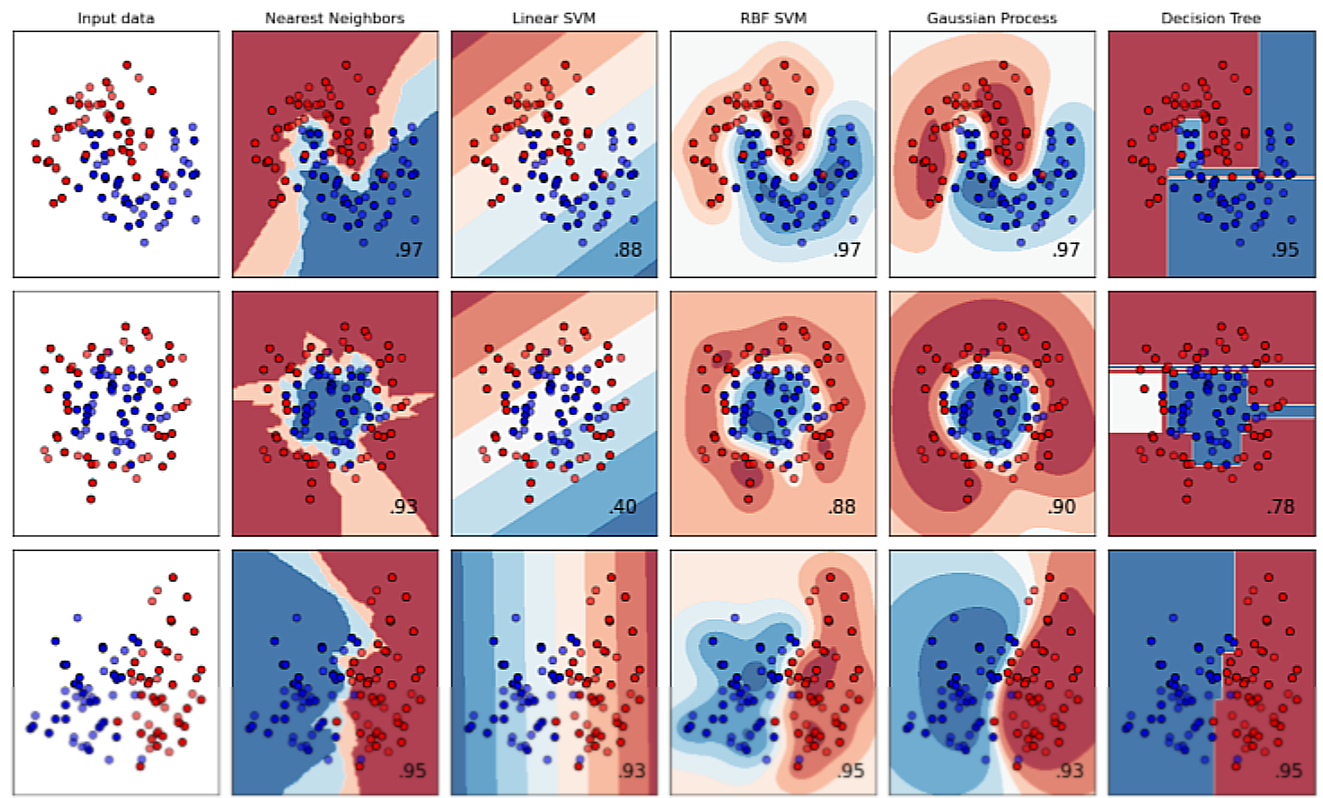 Input data
Nearest Neighbors
Linear SVM
RBF SVM
Gaussian Process
Decision Tree
.97
.88
.97
.97
.95
.93
.40
.88
.90
.78
.95
.93
.95
.93
.95